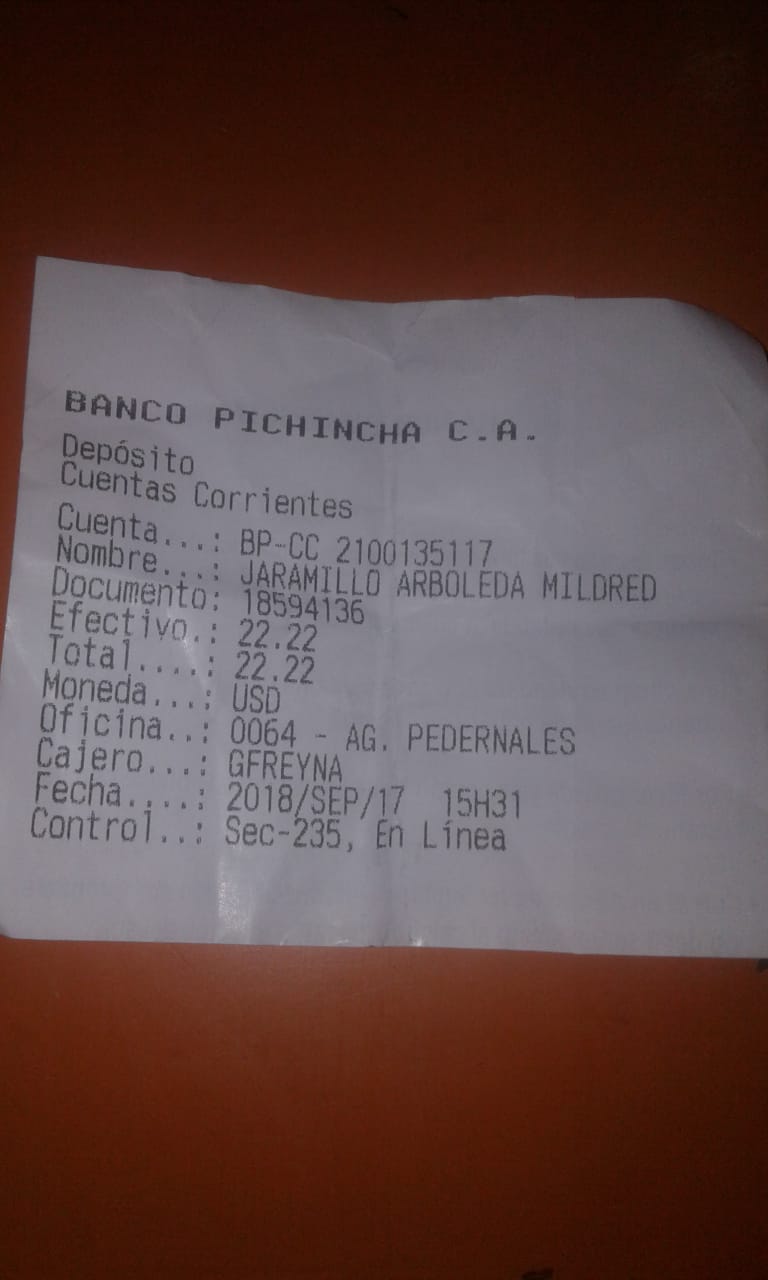 BANCO PICHINCHA C.A.
Depósito
Cuentas Corrientes
Cuenta...: BP-CC 2100135117
Nombre...: JARAMILLO ARBOLEDA MILDRED
Documento: 18594136
Efectivo.: 22.22
Total....: 22.22
Moneda...: USD
Oficina..: 0064 - AG. PEDERNALES
Cajero...: GFREYNA
Fecha....: 2018/SEP/17 15H31
Control..: Sec-235, En Línea